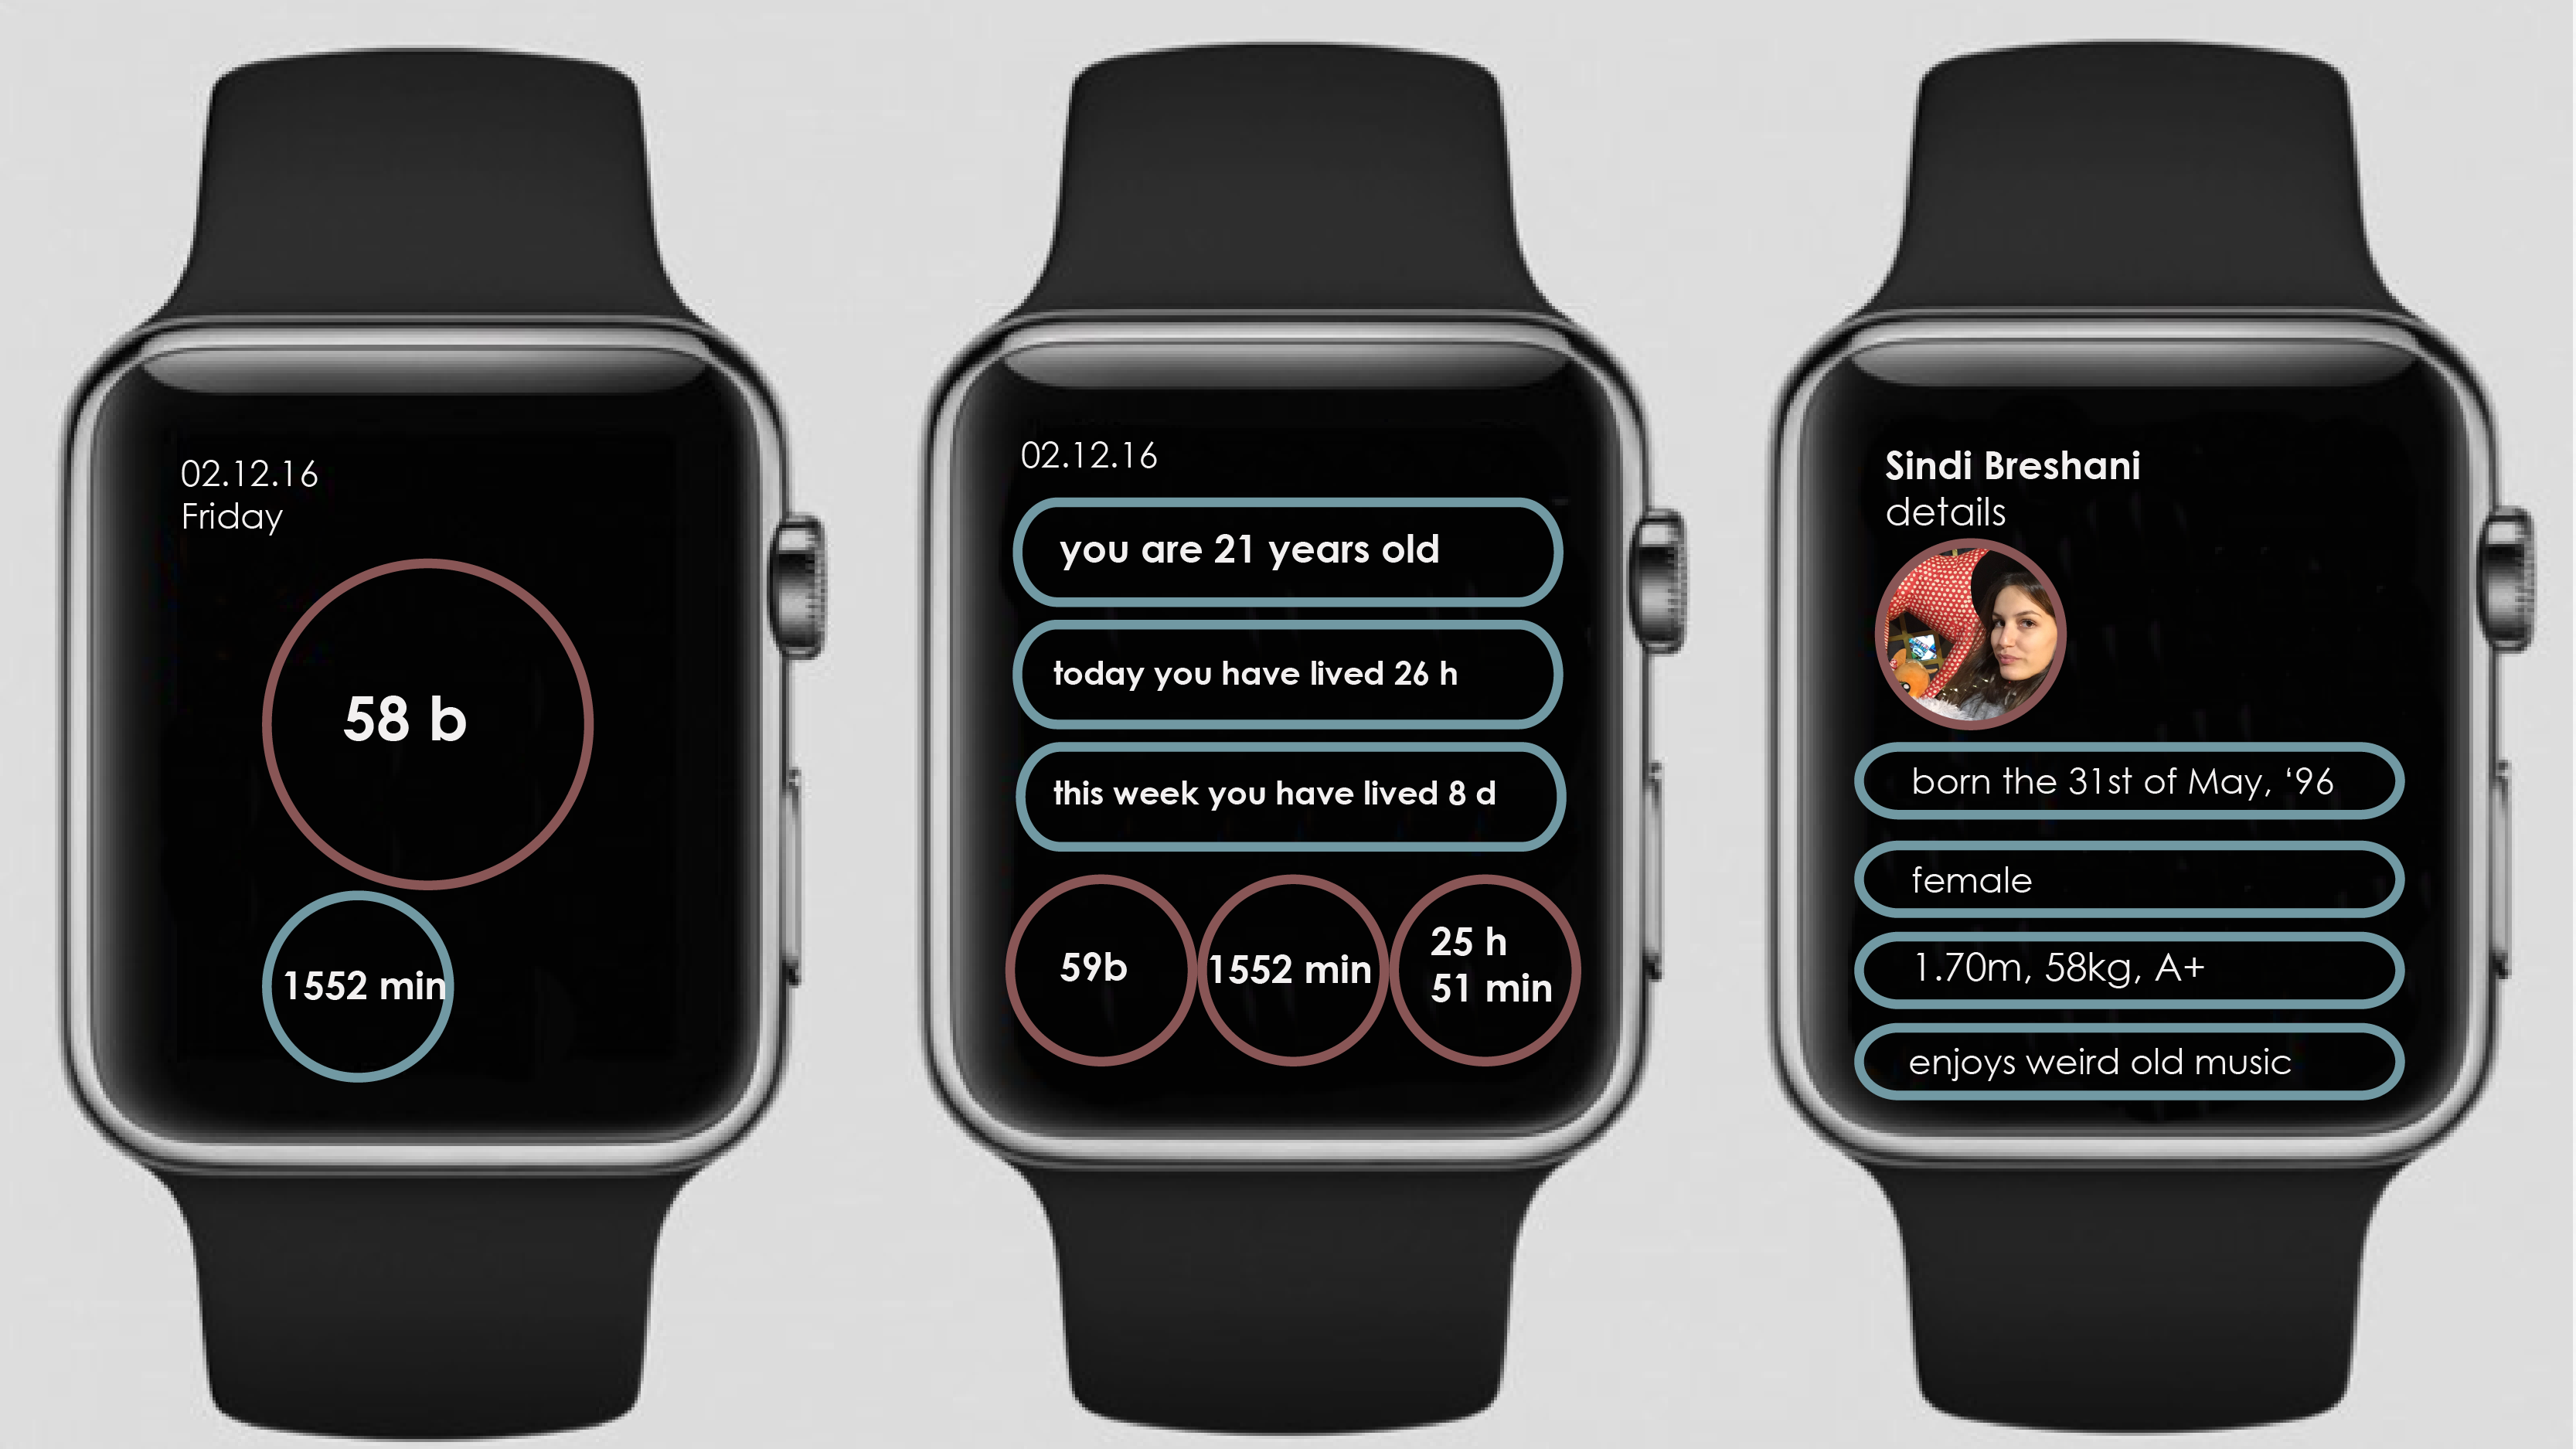 02.12.16
Friday
58 b
1552 min
02.12.16
you are 21 years old
today you have lived 26 h
this week you have lived 8 d
59b
1552 min
25 h
51 min
Sindi Breshani
details
born the 31st of May, ‘96
female
1.70m, 58kg, A+
enjoys weird old music